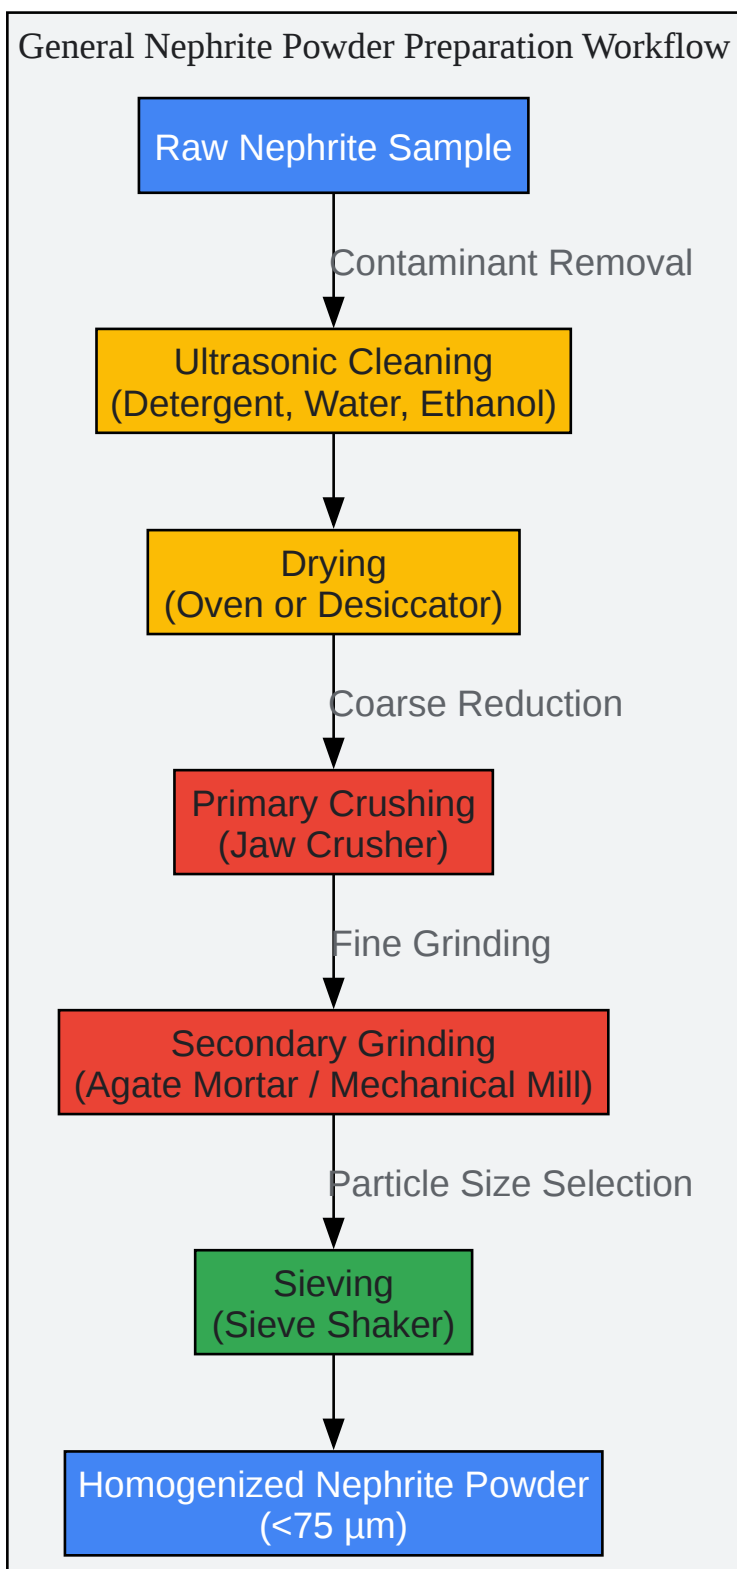 General Nephrite Powder Preparation Workflow
Raw Nephrite Sample
Contaminant Removal
Ultrasonic Cleaning
(Detergent, Water, Ethanol)
Drying
(Oven or Desiccator)
Coarse Reduction
Primary Crushing
(Jaw Crusher)
Fine Grinding
Secondary Grinding
(Agate Mortar / Mechanical Mill)
Particle Size Selection
Sieving
(Sieve Shaker)
Homogenized Nephrite Powder
(<75 µm)